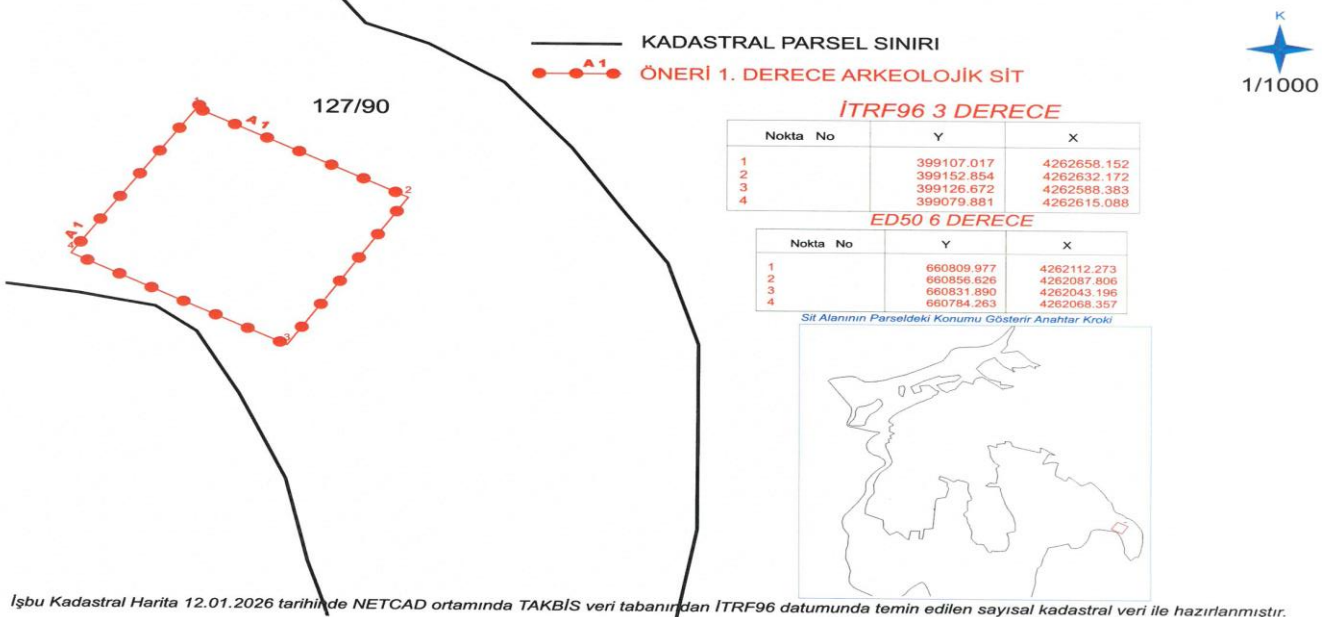 KADASTRAL PARSEL SINIRI
A 1 ÖNERİ 1. DERECE ARKEOLOJİK SİT
K
1/1000
127/90
A 1
A 1
1
2
3
4
İTRF96 3 DERECE
Nokta No Y X
1 399107.017 4262658.152
2 399152.854 4262632.172
3 399126.672 4262588.383
4 399079.881 4262615.088
ED50 6 DERECE
Nokta No Y X
1 660809.977 4262112.273
2 660856.626 4262087.806
3 660831.890 4262043.196
4 660784.263 4262068.357
Sit Alanının Parseldeki Konumu Gösterir Anahtar Kroki
İşbu Kadastral Harita 12.01.2026 tarihinde NETCAD ortamında TAKBİS veri tabanından İTRF96 datumunda temin edilen sayısal kadastral veri ile hazırlanmıştır.